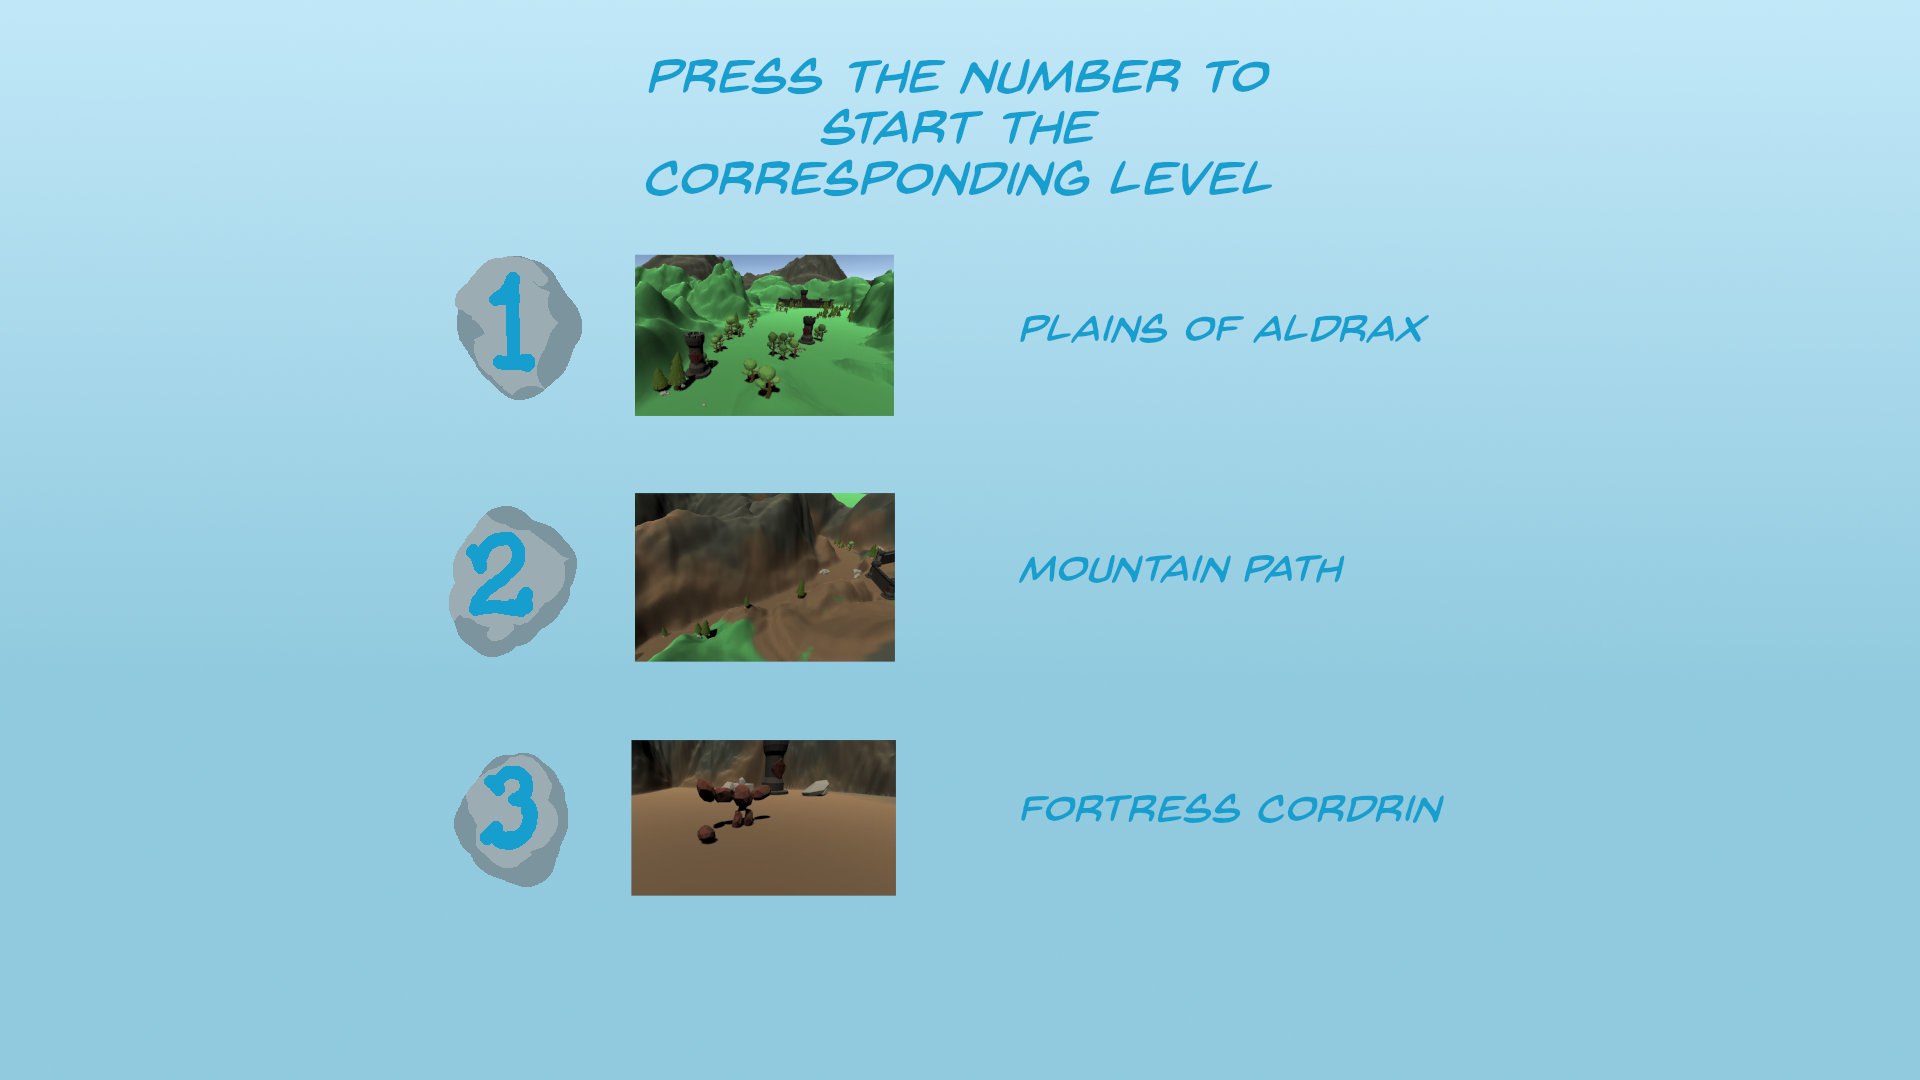 PRESS THE NUMBER TO
START THE
CORRESPONDING LEVEL
1
PLAINS OF ALDRAX
2
MOUNTAIN PATH
3
FORTRESS CORDRIN